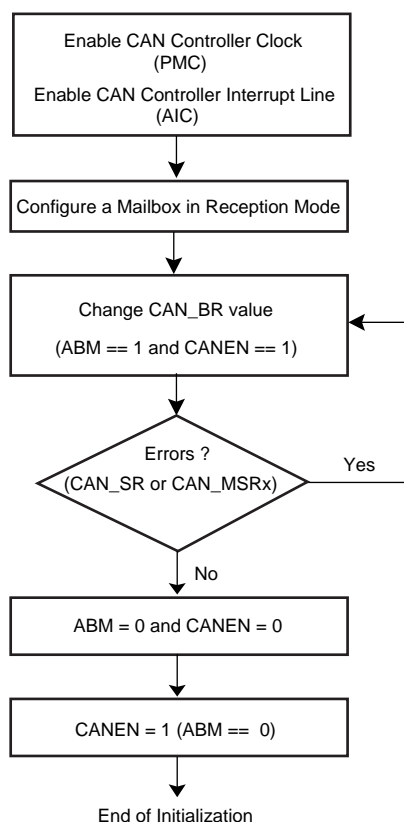 Enable CAN Controller Clock
(PMC)
Enable CAN Controller Interrupt Line
(AIC)
Configure a Mailbox in Reception Mode
Change CAN_BR value
(ABM == 1 and CANEN == 1)
Errors ?
(CAN_SR or CAN_MSRx)
Yes
No
ABM = 0 and CANEN = 0
CANEN = 1 (ABM == 0)
End of Initialization